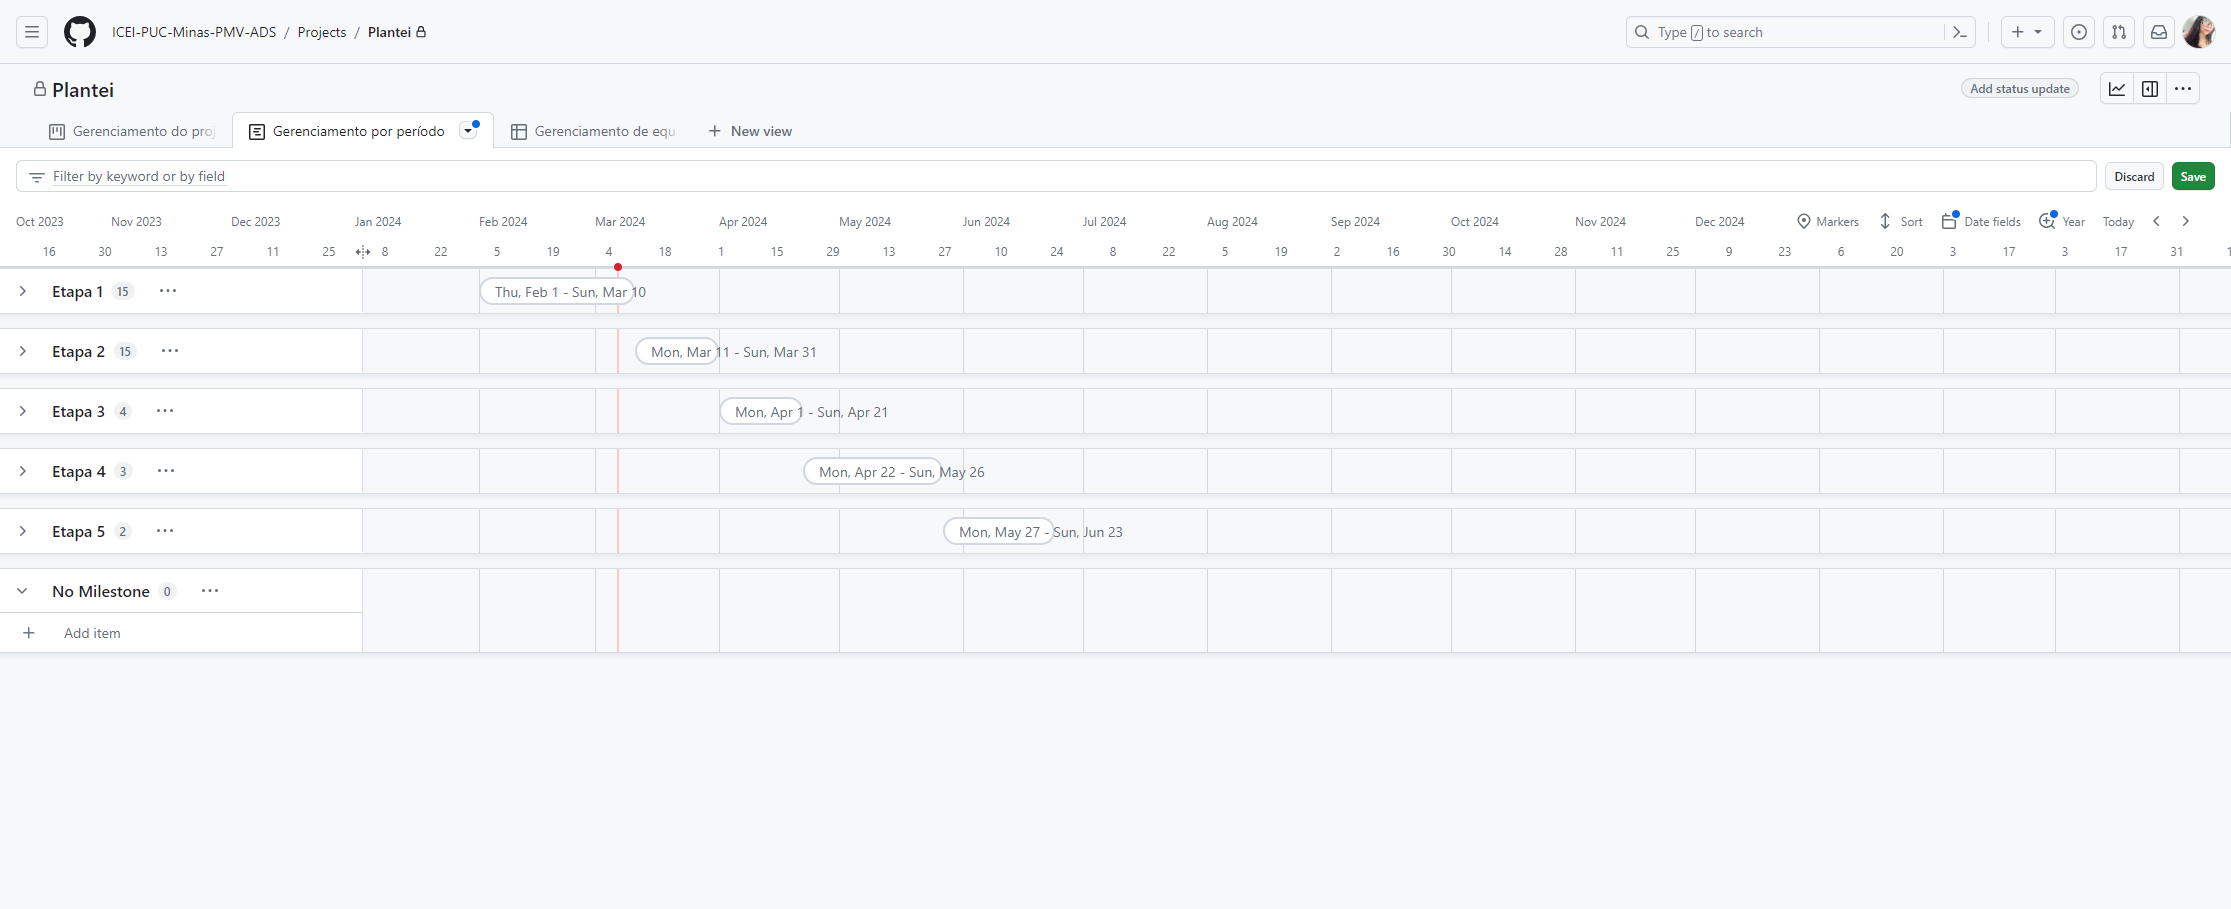 ICEI-PUC-Minas-PMV-ADS / Projects / Plantei
Type / to search
Plantei
Add status update
Gerenciamento do proj
Gerenciamento por período
Gerenciamento de equ
New view
Filter by keyword or by field
Discard
Save
Oct 2023 Nov 2023 Dec 2023 Jan 2024 Feb 2024 Mar 2024 Apr 2024 May 2024 Jun 2024 Jul 2024 Aug 2024 Sep 2024 Oct 2024 Nov 2024 Dec 2024 Markers Sort Date fields Year Today
16 30 13 27 11 25 8 22 5 19 4 18 1 15 29 13 27 10 24 8 22 5 19 2 16 30 14 28 11 25 9 23 6 20 3 17 3 17 31 1
Etapa 1 15 Thu, Feb 1 - Sun, Mar 10
Etapa 2 15 Mon, Mar 11 - Sun, Mar 31
Etapa 3 4 Mon, Apr 1 - Sun, Apr 21
Etapa 4 3 Mon, Apr 22 - Sun, May 26
Etapa 5 2 Mon, May 27 - Sun, Jun 23
No Milestone 0
Add item